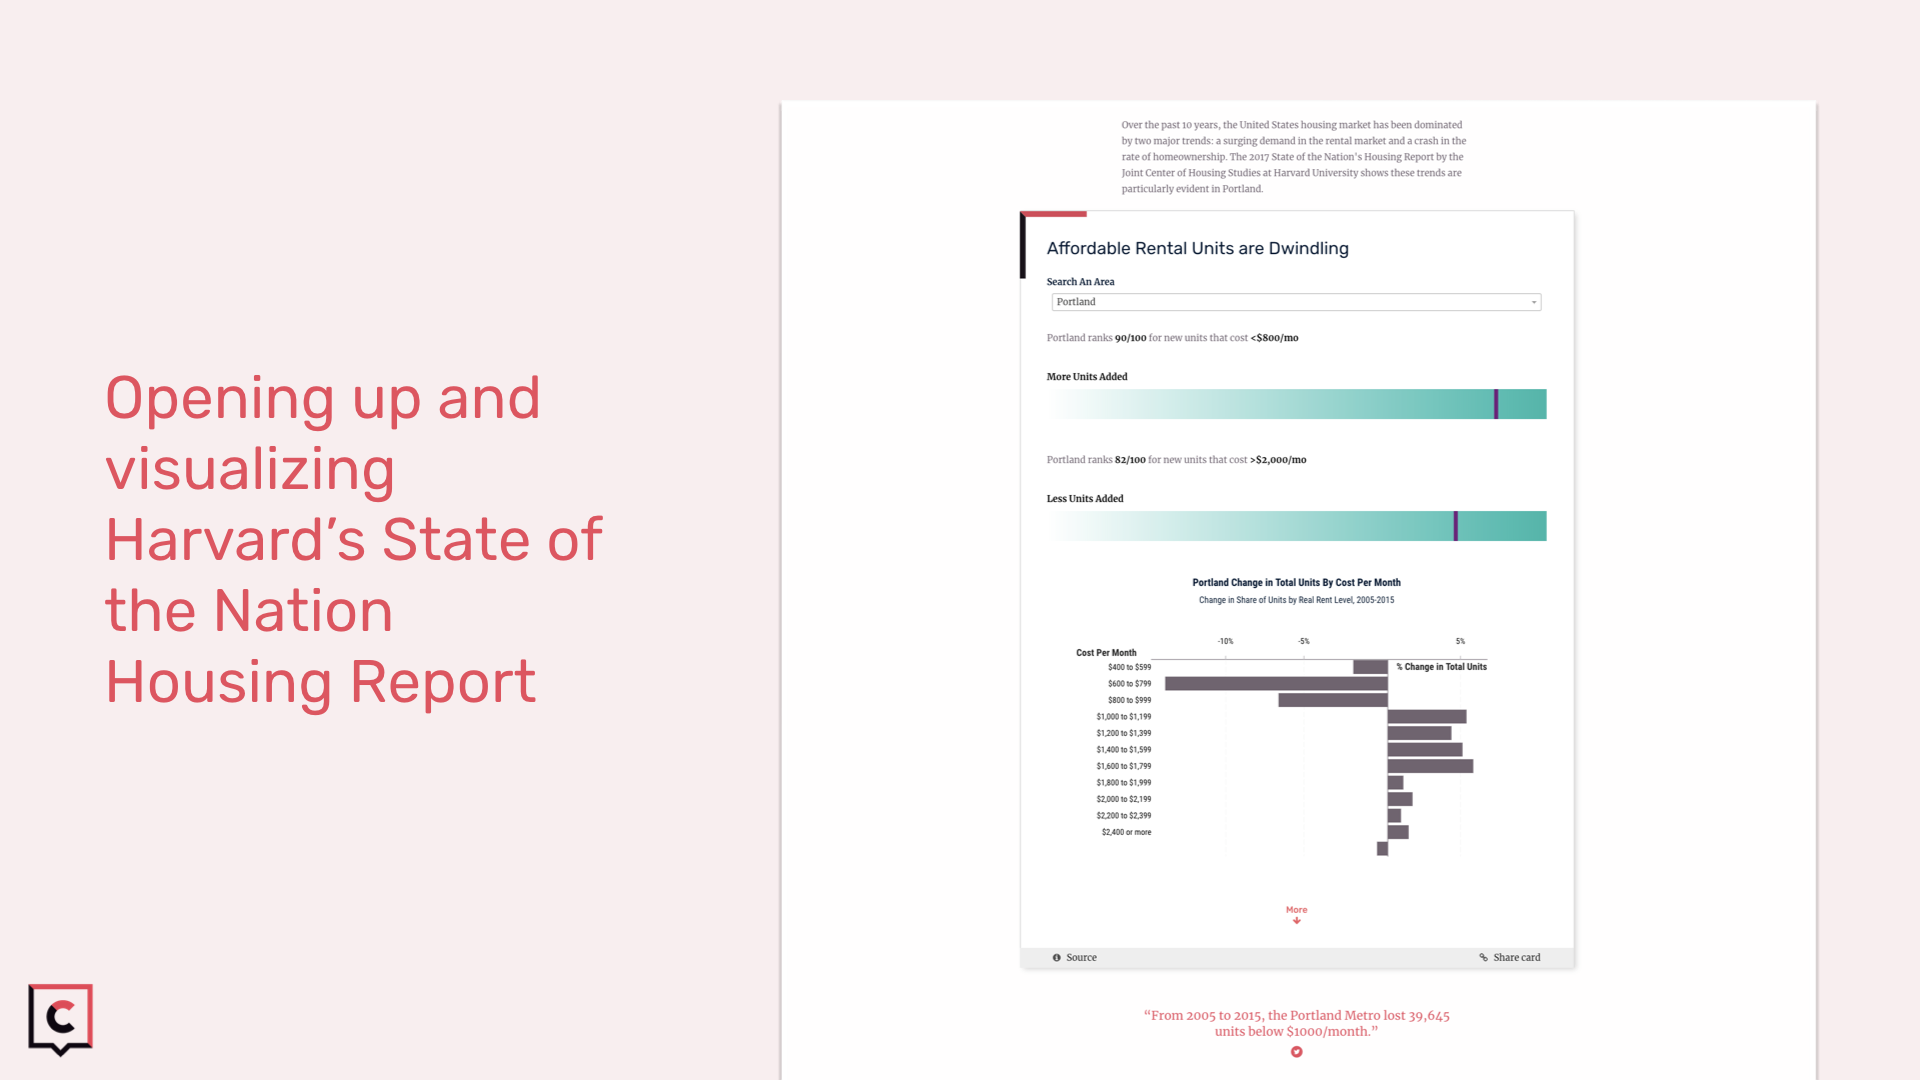 Opening up and
visualizing
Harvard’s State of
the Nation
Housing Report
C
Over the past 10 years, the United States housing market has been dominated
by two major trends: a surging demand in the rental market and a crash in the
rate of homeownership. The 2017 State of the Nation's Housing Report by the
Joint Center of Housing Studies at Harvard University shows these trends are
particularly evident in Portland.
Affordable Rental Units are Dwindling
Search An Area
Portland
Portland ranks 90/100 for new units that cost <$800/mo
More Units Added
Portland ranks 82/100 for new units that cost >$2,000/mo
Less Units Added
Portland Change in Total Units By Cost Per Month
Change in Share of Units by Real Rent Level, 2005-2015
-10% -5% 5%
Cost Per Month
$400 to $599 % Change in Total Units
$600 to $799
$800 to $999
$1,000 to $1,199
$1,200 to $1,399
$1,400 to $1,599
$1,600 to $1,799
$1,800 to $1,999
$2,000 to $2,199
$2,200 to $2,399
$2,400 or more
More
Source Share card
“From 2005 to 2015, the Portland Metro lost 39,645
units below $1000/month.”